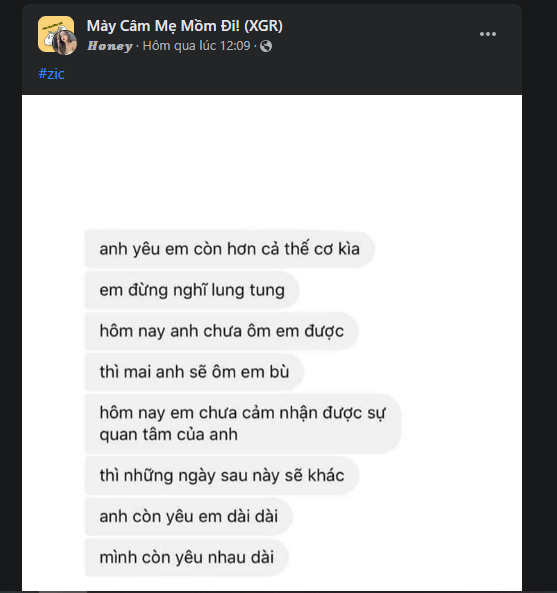 Mày Câm Mẹ Mồm Đi! (XGR)
Honey · Hôm qua lúc 12:09 ·
#zic
anh yêu em còn hơn cả thế cơ kìa
em đừng nghĩ lung tung
hôm nay anh chưa ôm em được
thì mai anh sẽ ôm em bù
hôm nay em chưa cảm nhận được sự
quan tâm của anh
thì những ngày sau này sẽ khác
anh còn yêu em dài dài
mình còn yêu nhau dài